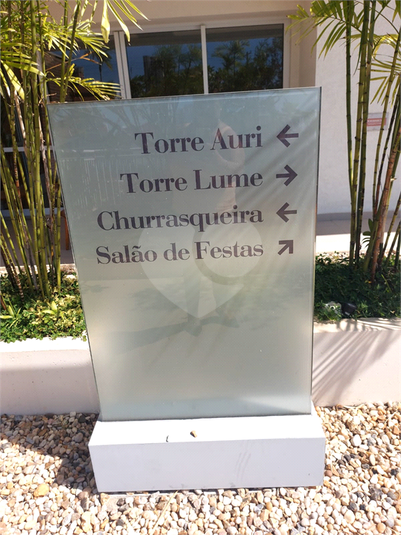 Torre Auri ←
Torre Lume →
Churrasqueira ←
Salão de Festas ↗